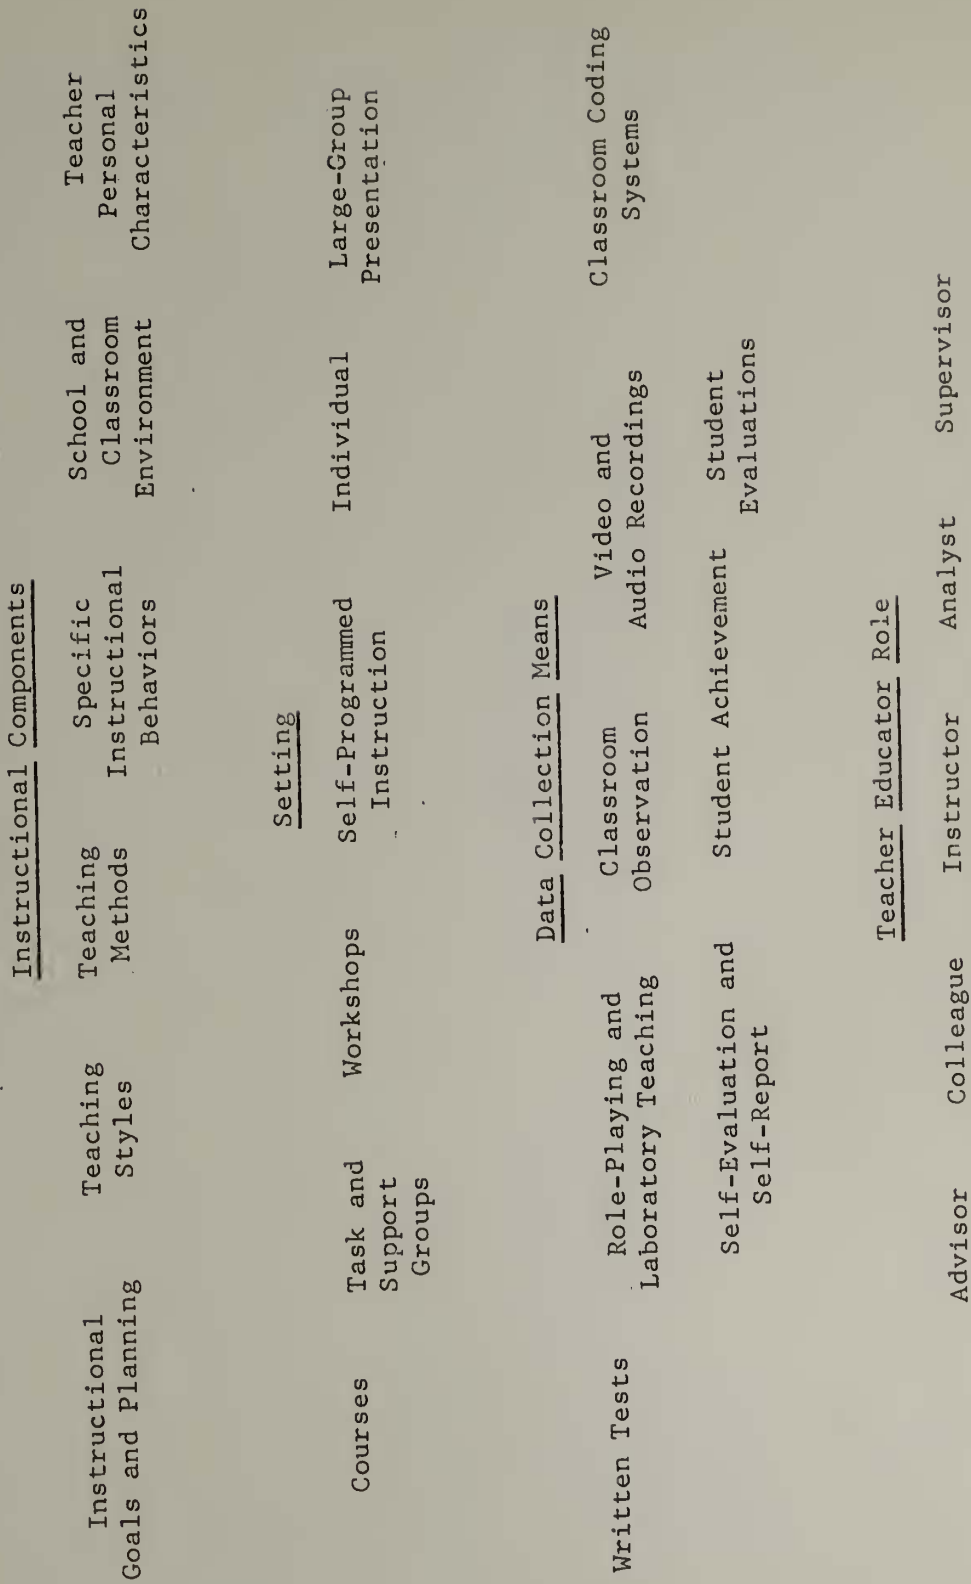 Instructional Components
Instructional
Goals and Planning
Teaching
Styles
Teaching
Methods
Specific
Instructional
Behaviors
School and
Classroom
Environment
Teacher
Personal
Characteristics
Setting
Courses
Task and
Support
Groups
Workshops
Self-Programmed
Instruction
Individual
Large-Group
Presentation
Data Collection Means
Written Tests
Role-Playing and
Laboratory Teaching
Classroom
Observation
Video and
Audio Recordings
Classroom Coding
Systems
Self-Evaluation and
Self-Report
Student Achievement
Student
Evaluations
Teacher Educator Role
Advisor
Colleague
Instructor
Analyst
Supervisor